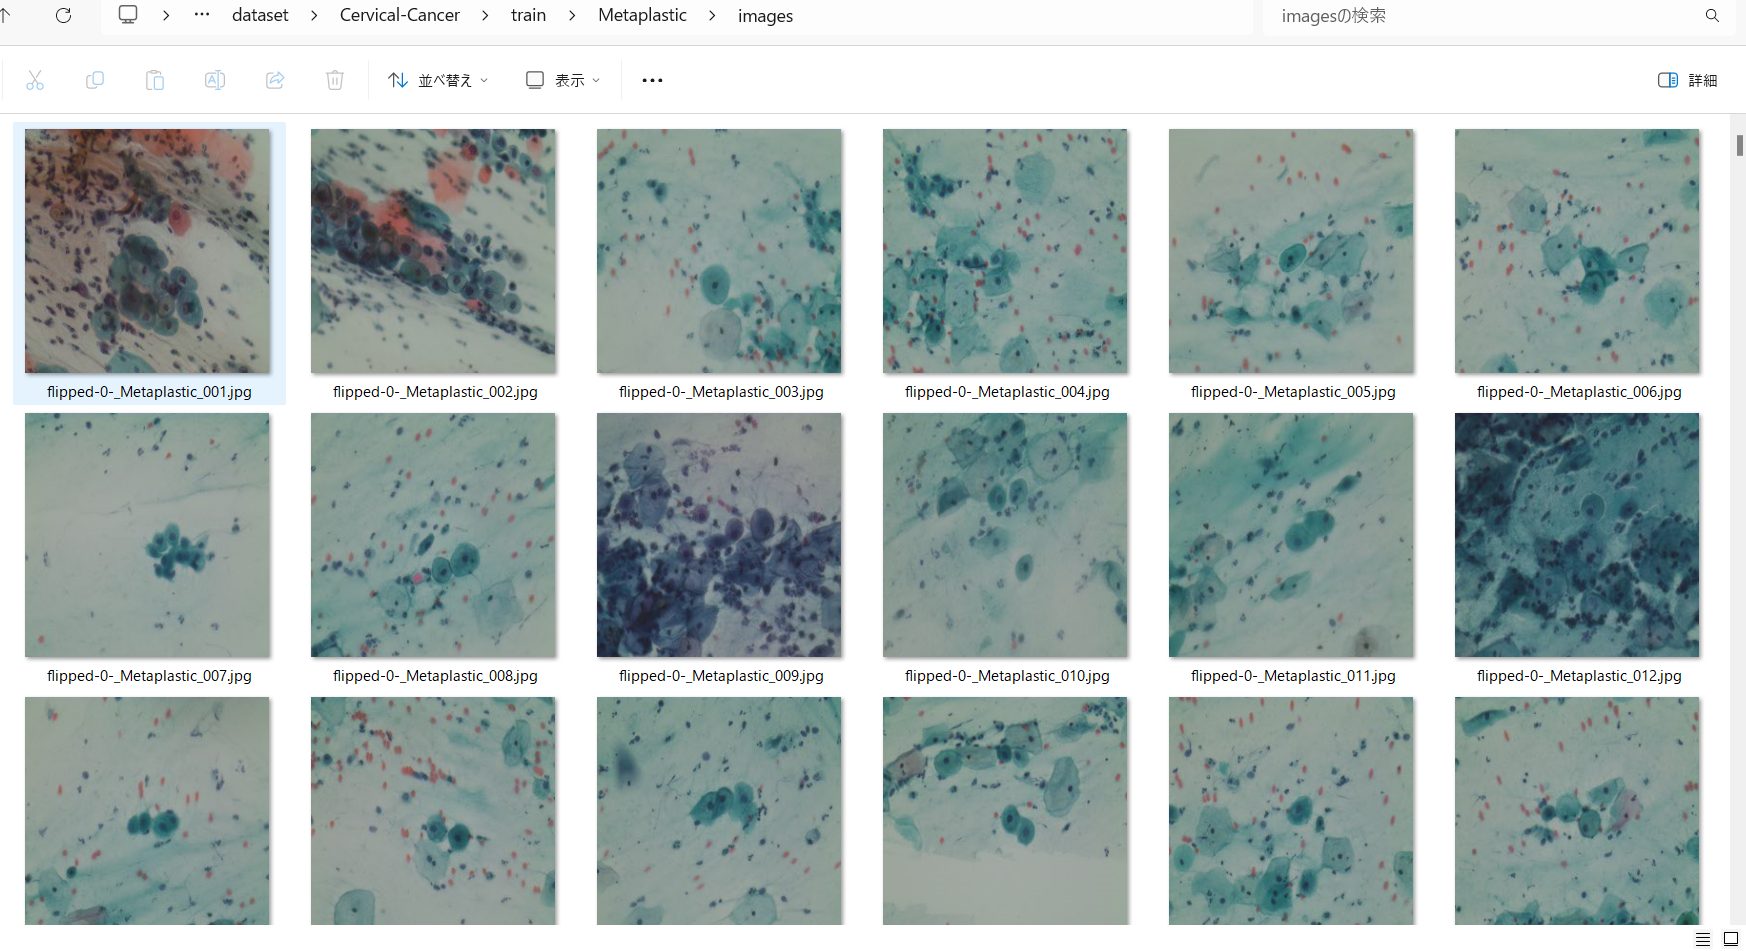 dataset > Cervical-Cancer > train > Metaplastic > images
imagesの検索
並べ替え
表示
詳細
flipped-0-_Metaplastic_001.jpg
flipped-0-_Metaplastic_002.jpg
flipped-0-_Metaplastic_003.jpg
flipped-0-_Metaplastic_004.jpg
flipped-0-_Metaplastic_005.jpg
flipped-0-_Metaplastic_006.jpg
flipped-0-_Metaplastic_007.jpg
flipped-0-_Metaplastic_008.jpg
flipped-0-_Metaplastic_009.jpg
flipped-0-_Metaplastic_010.jpg
flipped-0-_Metaplastic_011.jpg
flipped-0-_Metaplastic_012.jpg